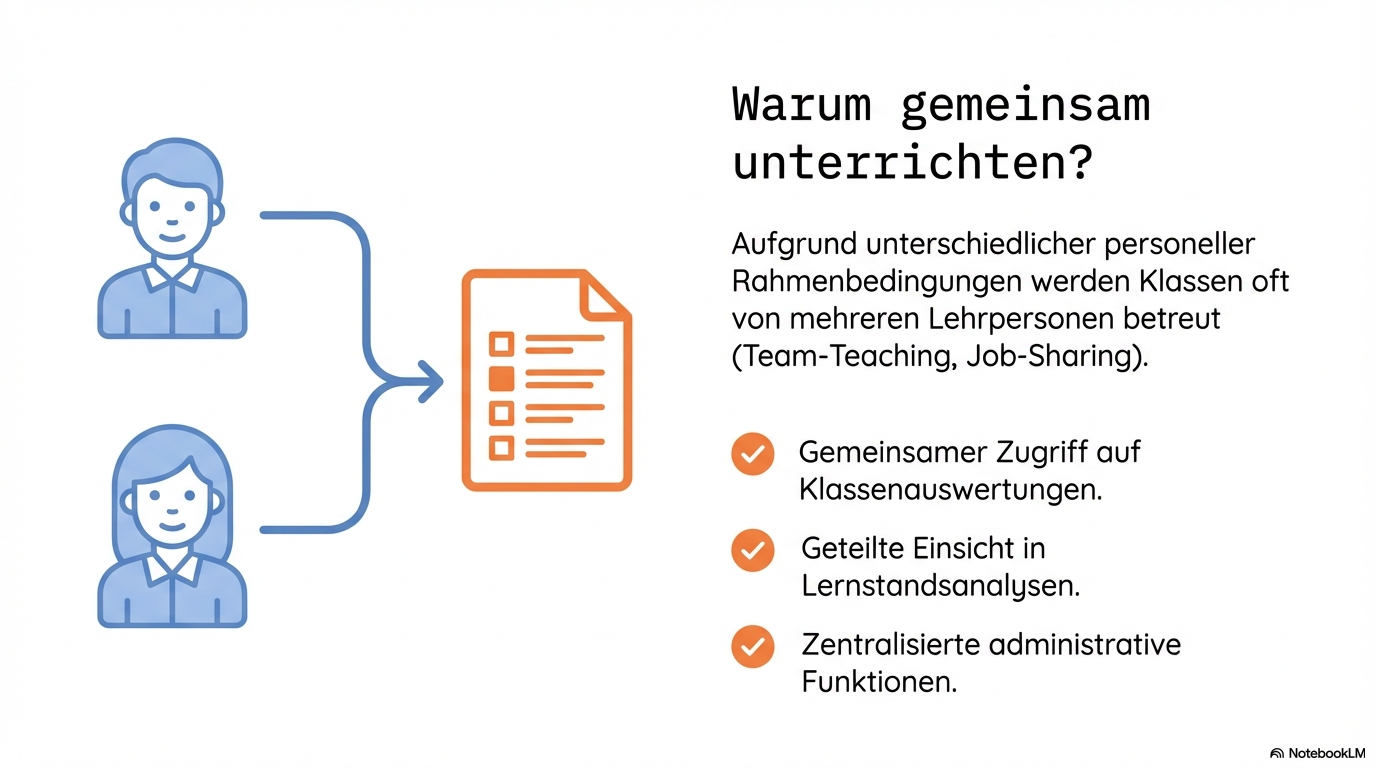 Warum gemeinsam
unterrichten?
Aufgrund unterschiedlicher personeller
Rahmenbedingungen werden Klassen oft
von mehreren Lehrpersonen betreut
(Team-Teaching, Job-Sharing).
Gemeinsamer Zugriff auf
Klassenauswertungen.
Geteilte Einsicht in
Lernstandsanalysen.
Zentralisierte administrative
Funktionen.
NotebookLM